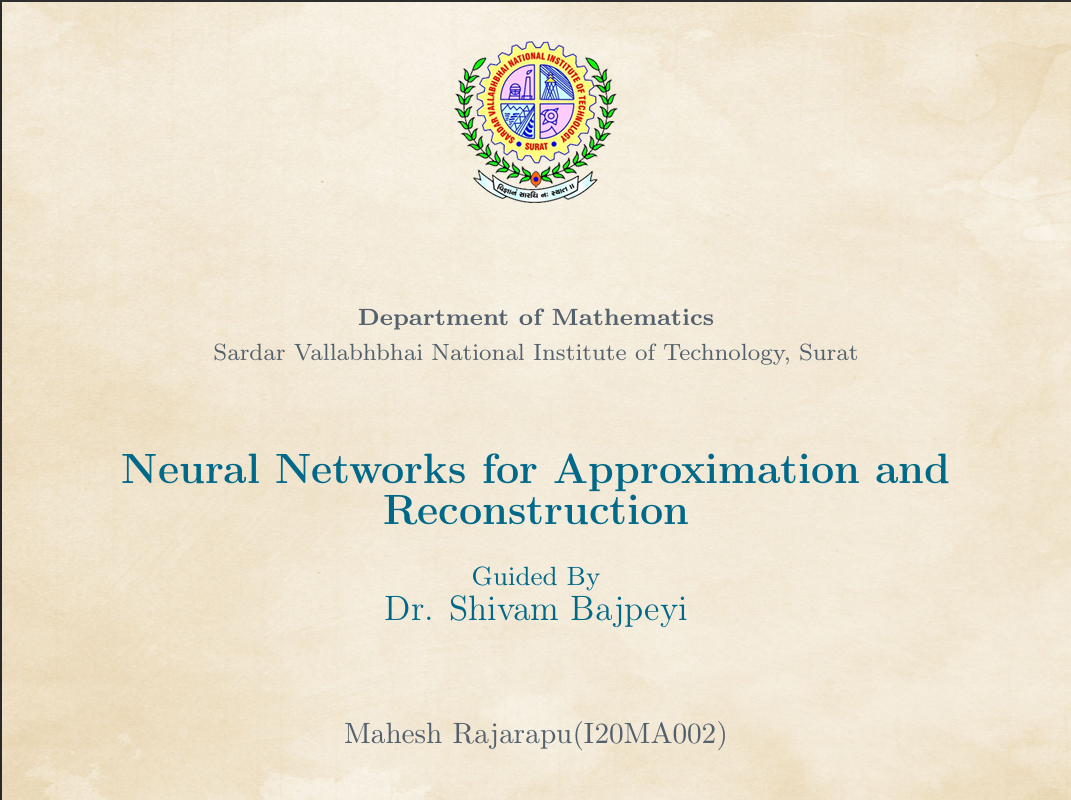 SARDAR VALLABHBHAI NATIONAL INSTITUTE OF TECHNOLOGY
SURAT
વિજ્ઞાનં સારથિ નઃ સ્યાત ॥
Department of Mathematics
Sardar Vallabhbhai National Institute of Technology, Surat
Neural Networks for Approximation and
Reconstruction
Guided By
Dr. Shivam Bajpeyi
Mahesh Rajarapu(I20MA002)